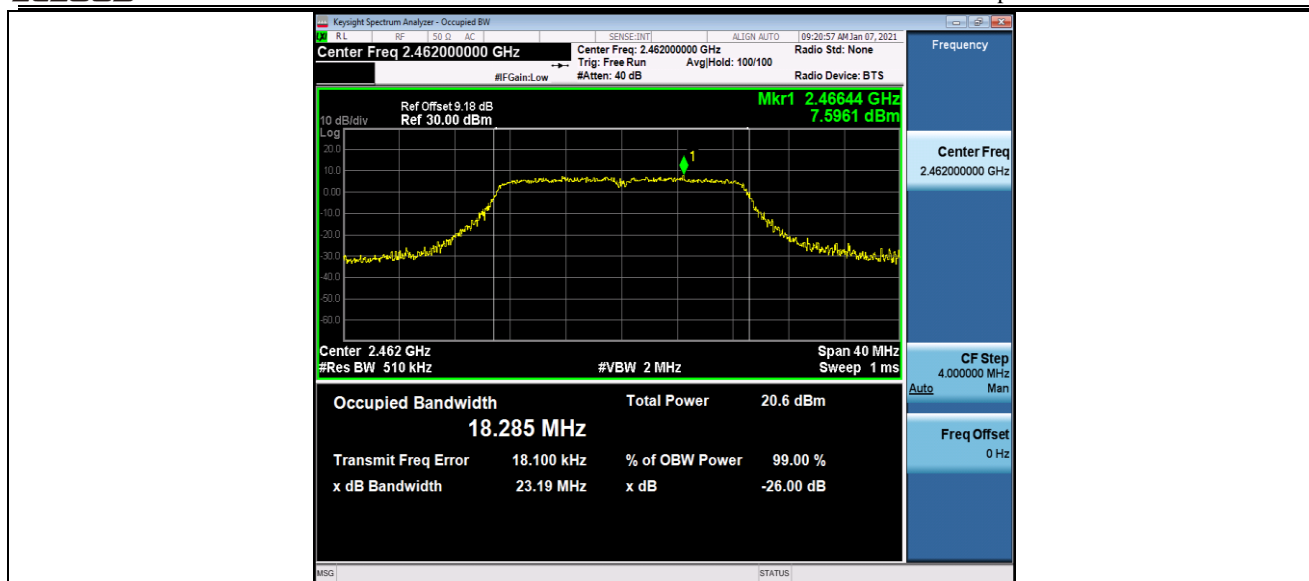 Keysight Spectrum Analyzer - Occupied BW
RL RF 50 Ω AC SENSE:INT ALIGN AUTO 09:20:57 AM Jan 07, 2021
Center Freq 2.462000000 GHz
Center Freq: 2.462000000 GHz
Radio Std: None
Trig: Free Run Avg|Hold: 100/100
#IFGain:Low #Atten: 40 dB Radio Device: BTS
Frequency
Mkr1 2.46644 GHz
7.5961 dBm
Ref Offset 9.18 dB
10 dB/div Ref 30.00 dBm
Log
20.0
10.0
0.00
-10.0
-20.0
-30.0
-40.0
-50.0
-60.0
1
Center 2.462 GHz Span 40 MHz
#Res BW 510 kHz #VBW 2 MHz Sweep 1 ms
Occupied Bandwidth Total Power 20.6 dBm
18.285 MHz
Transmit Freq Error 18.100 kHz % of OBW Power 99.00 %
x dB Bandwidth 23.19 MHz x dB -26.00 dB
Center Freq
2.462000000 GHz
CF Step
4.000000 MHz
Auto Man
Freq Offset
0 Hz
MSG STATUS